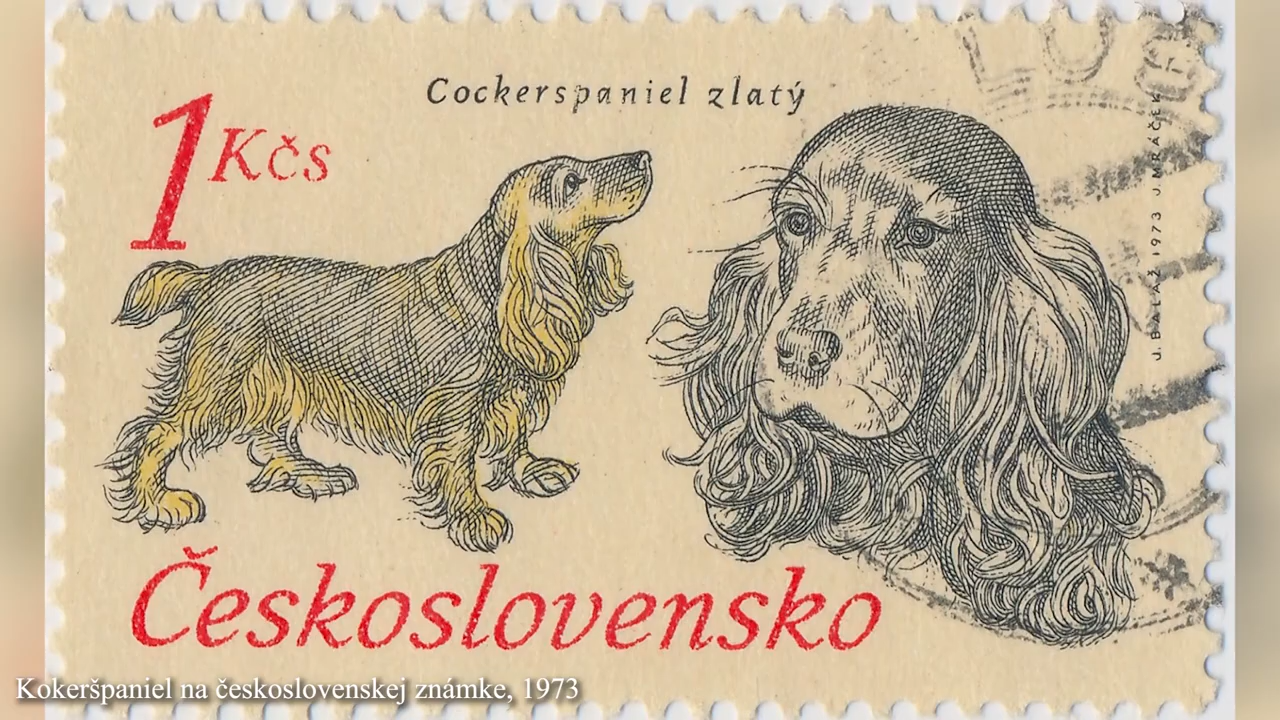 Cockerspaniel zlatý
1 Kčs
J. BALÁŽ 1973 J. MRÁČEK
Československo
Kokeršpaniel na československej známke, 1973